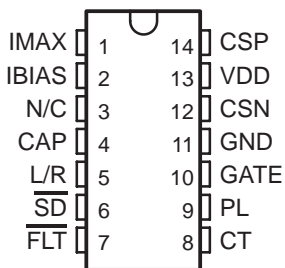 IMAX 1 14 CSP
IBIAS 2 13 VDD
N/C 3 12 CSN
CAP 4 11 GND
L/R 5 10 GATE
SD 6 9 PL
FLT 7 8 CT